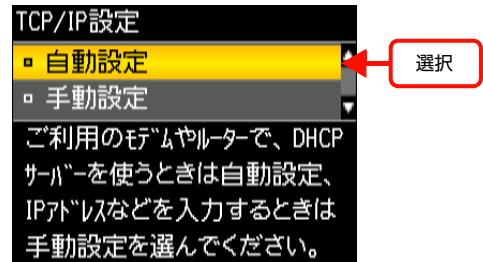 TCP/IP設定
自動設定
選択
手動設定
ご利用のﾓﾃﾞﾑやﾙｰﾀｰで、DHCP
ｻｰﾊﾞｰを使うときは自動設定、
IPｱﾄﾞﾚｽなどを入力するときは
手動設定を選んでください。